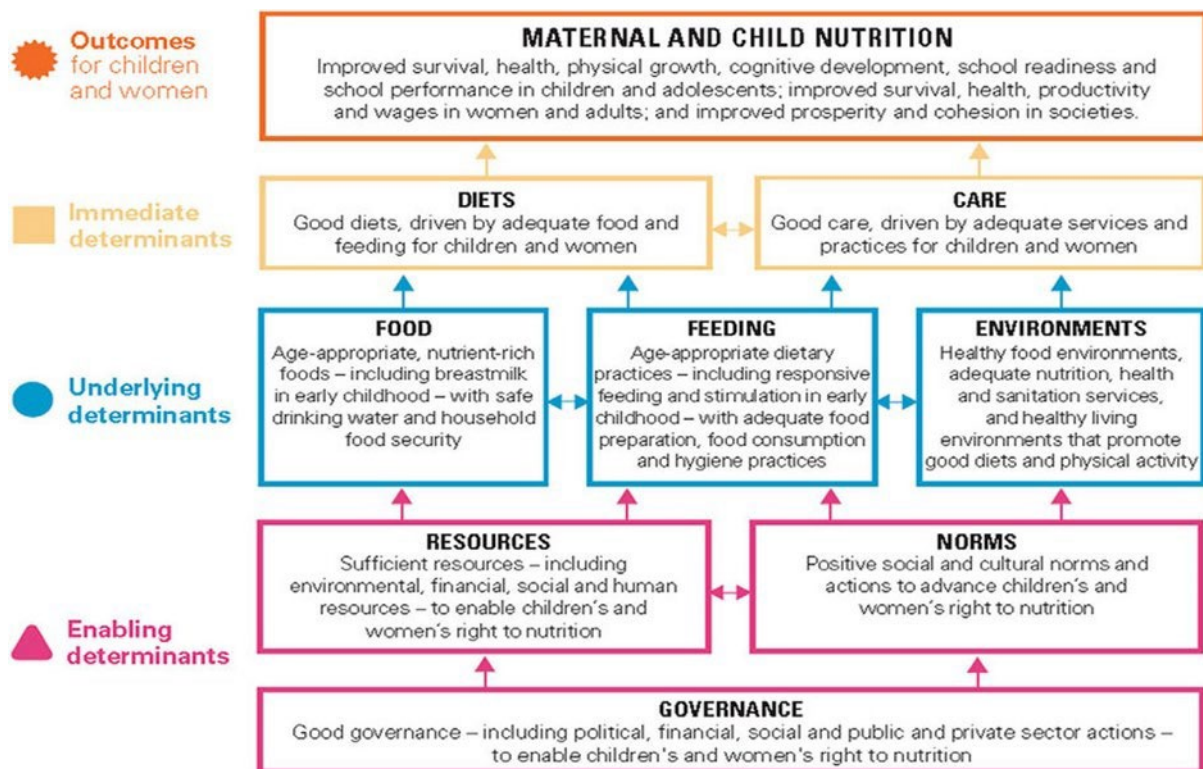 Outcomes
for children
and women
MATERNAL AND CHILD NUTRITION
Improved survival, health, physical growth, cognitive development, school readiness and
school performance in children and adolescents; improved survival, health, productivity
and wages in women and adults; and improved prosperity and cohesion in societies.
Immediate
determinants
DIETS
Good diets, driven by adequate food and
feeding for children and women
CARE
Good care, driven by adequate services and
practices for children and women
Underlying
determinants
FOOD
Age-appropriate, nutrient-rich
foods – including breastmilk
in early childhood – with safe
drinking water and household
food security
FEEDING
Age-appropriate dietary
practices – including responsive
feeding and stimulation in early
childhood – with adequate food
preparation, food consumption
and hygiene practices
ENVIRONMENTS
Healthy food environments,
adequate nutrition, health
and sanitation services,
and healthy living
environments that promote
good diets and physical activity
Enabling
determinants
RESOURCES
Sufficient resources – including
environmental, financial, social and human
resources – to enable children's and
women's right to nutrition
NORMS
Positive social and cultural norms and
actions to advance children's and
women's right to nutrition
GOVERNANCE
Good governance – including political, financial, social and public and private sector actions –
to enable children's and women's right to nutrition